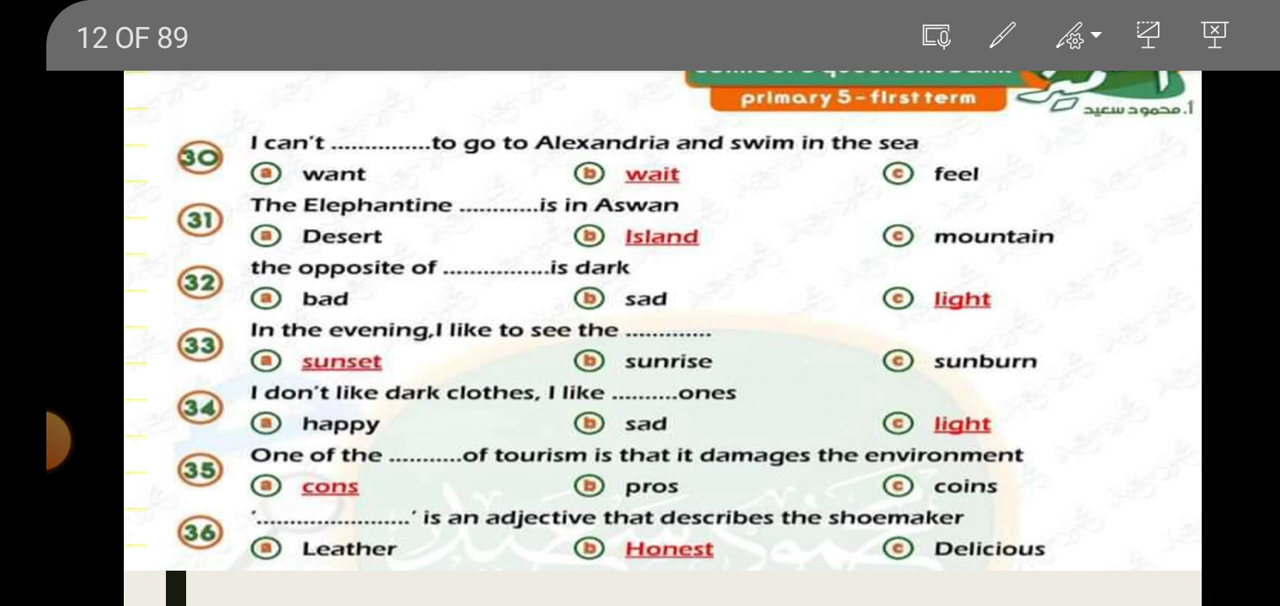 12 OF 89
primary 5-first term
أ.محمود سعيد
30 I can't ...............to go to Alexandria and swim in the sea
a want b wait c feel
31 The Elephantine ............is in Aswan
a Desert b Island c mountain
32 the opposite of ................is dark
a bad b sad c light
33 In the evening,I like to see the .............
a sunset b sunrise c sunburn
34 I don't like dark clothes, I like ..........ones
a happy b sad c light
35 One of the ...........of tourism is that it damages the environment
a cons b pros c coins
36 '.......................' is an adjective that describes the shoemaker
a Leather b Honest c Delicious